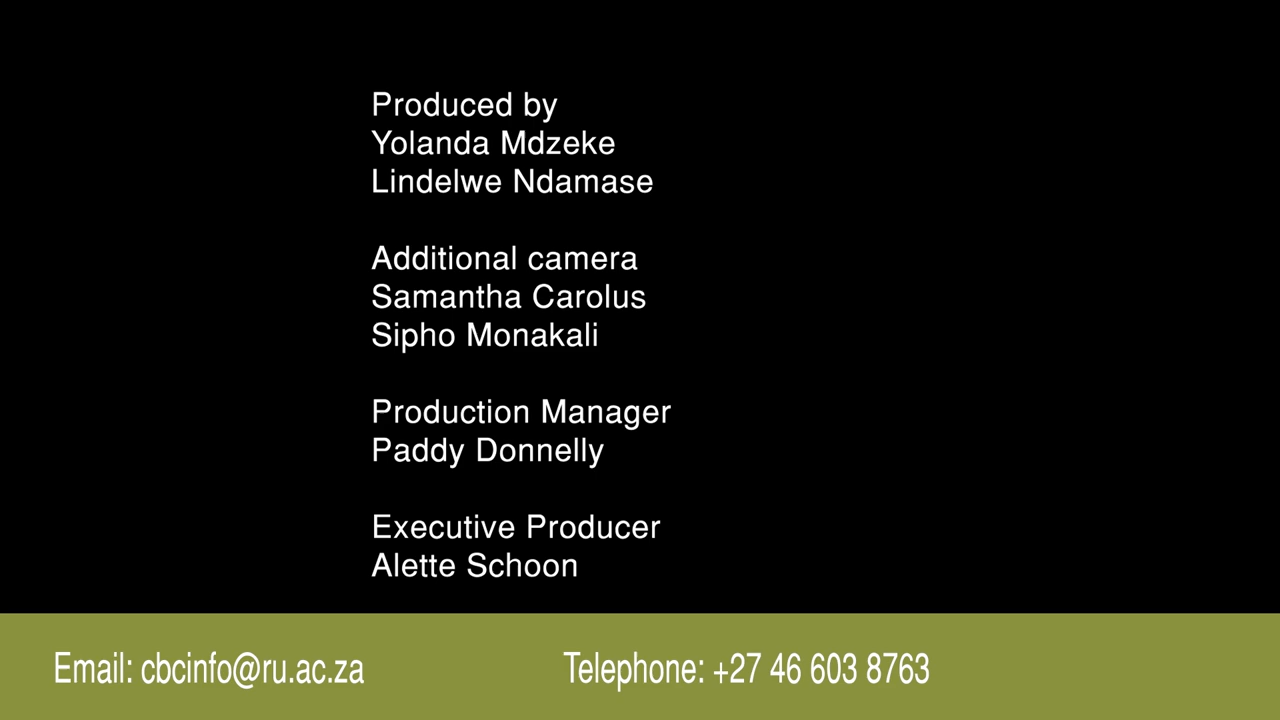 Produced by
Yolanda Mdzeke
Lindelwe Ndamase
Additional camera
Samantha Carolus
Sipho Monakali
Production Manager
Paddy Donnelly
Executive Producer
Alette Schoon
Email: cbcinfo@ru.ac.za
Telephone: +27 46 603 8763